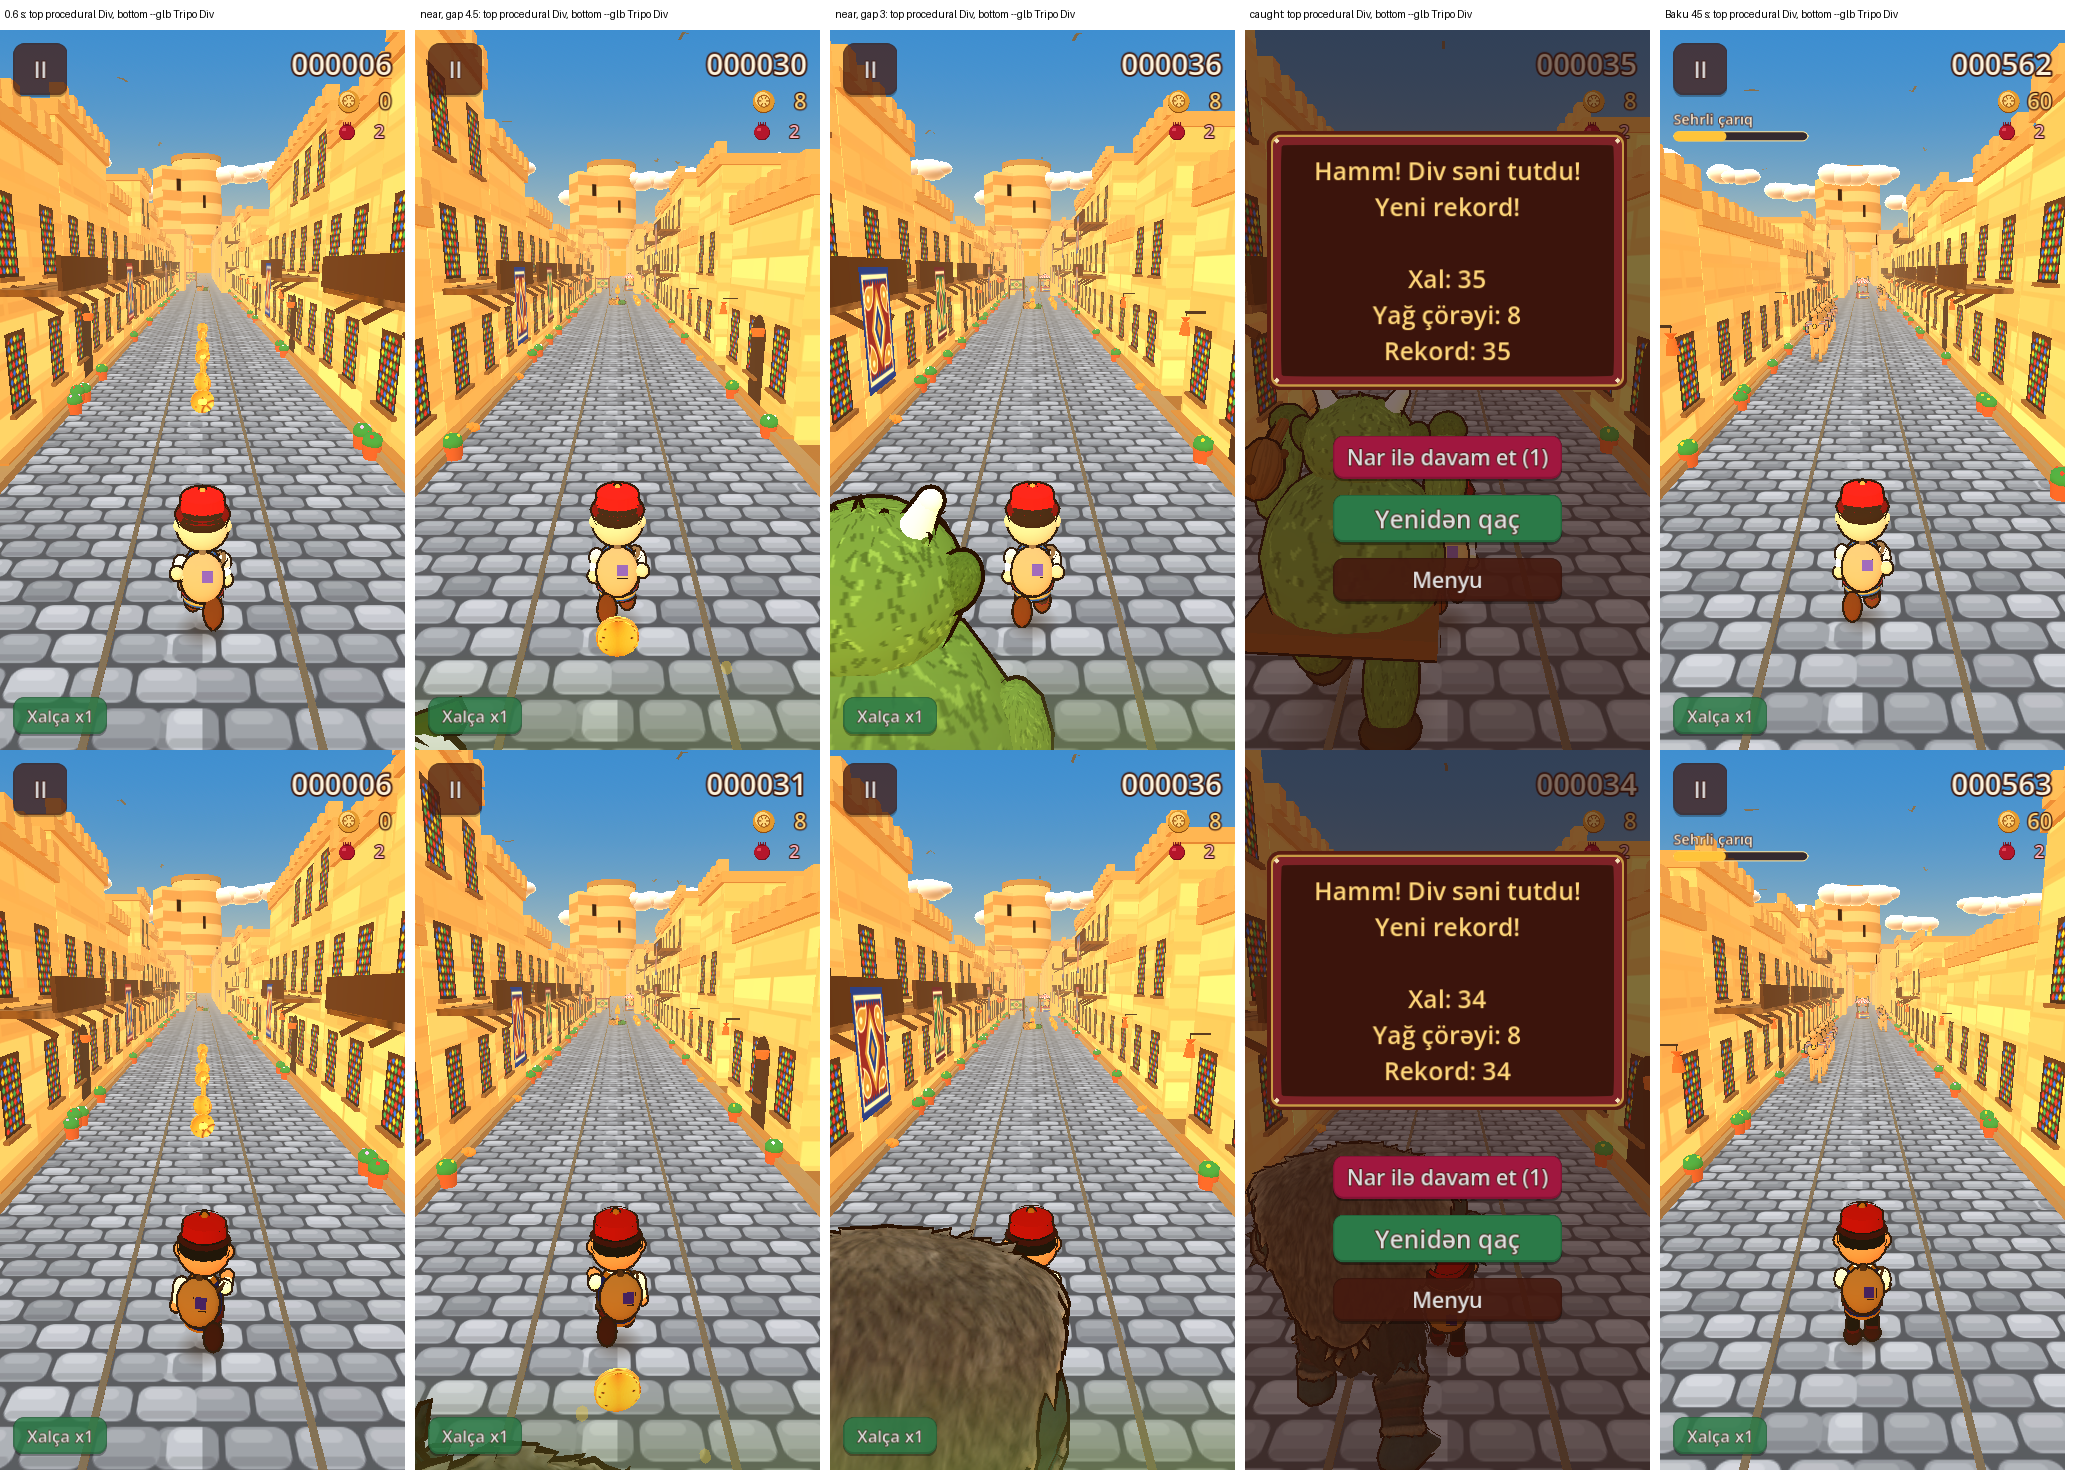 0.6 s: top procedural Div, bottom --glb Tripo Div
000006
0
2
Xalça x1
near, gap 4.5: top procedural Div, bottom --glb Tripo Div
000030
8
2
Xalça x1
near, gap 3: top procedural Div, bottom --glb Tripo Div
000036
8
2
Xalça x1
caught: top procedural Div, bottom --glb Tripo Div
000035
8
2
Hamm! Div səni tutdu!
Yeni rekord!
Xal: 35
Yağ çörəyi: 8
Rekord: 35
Nar ilə davam et (1)
Yenidən qaç
Menyu
Baku 45 s: top procedural Div, bottom --glb Tripo Div
000562
60
2
Sehrli çarıq
Xalça x1
000006
0
2
Xalça x1
000031
8
2
Xalça x1
000036
8
2
Xalça x1
000034
8
2
Hamm! Div səni tutdu!
Yeni rekord!
Xal: 34
Yağ çörəyi: 8
Rekord: 34
Nar ilə davam et (1)
Yenidən qaç
Menyu
000563
60
2
Sehrli çarıq
Xalça x1